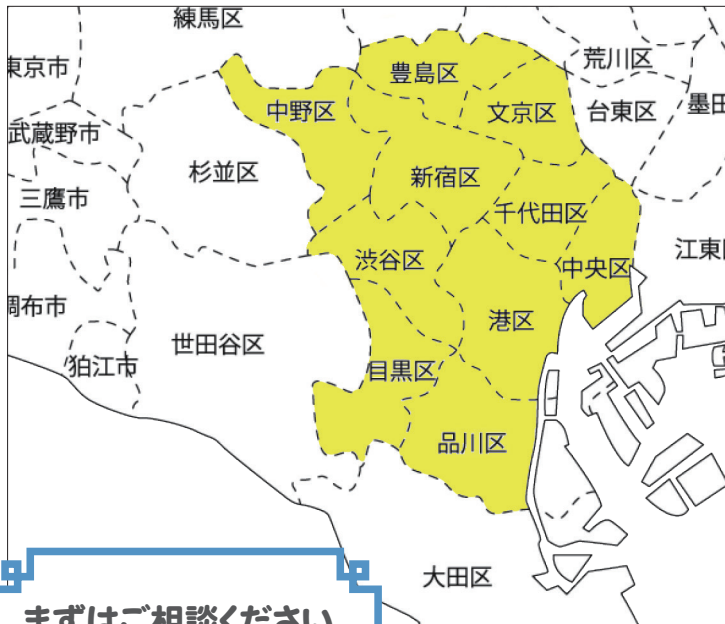 練馬区
豊島区
荒川区
東京市
中野区
文京区
台東区
墨田
武蔵野市
杉並区
新宿区
三鷹市
千代田区
渋谷区
中央区
江東
調布市
港区
世田谷区
狛江市
目黒区
品川区
大田区
まずはご相談ください